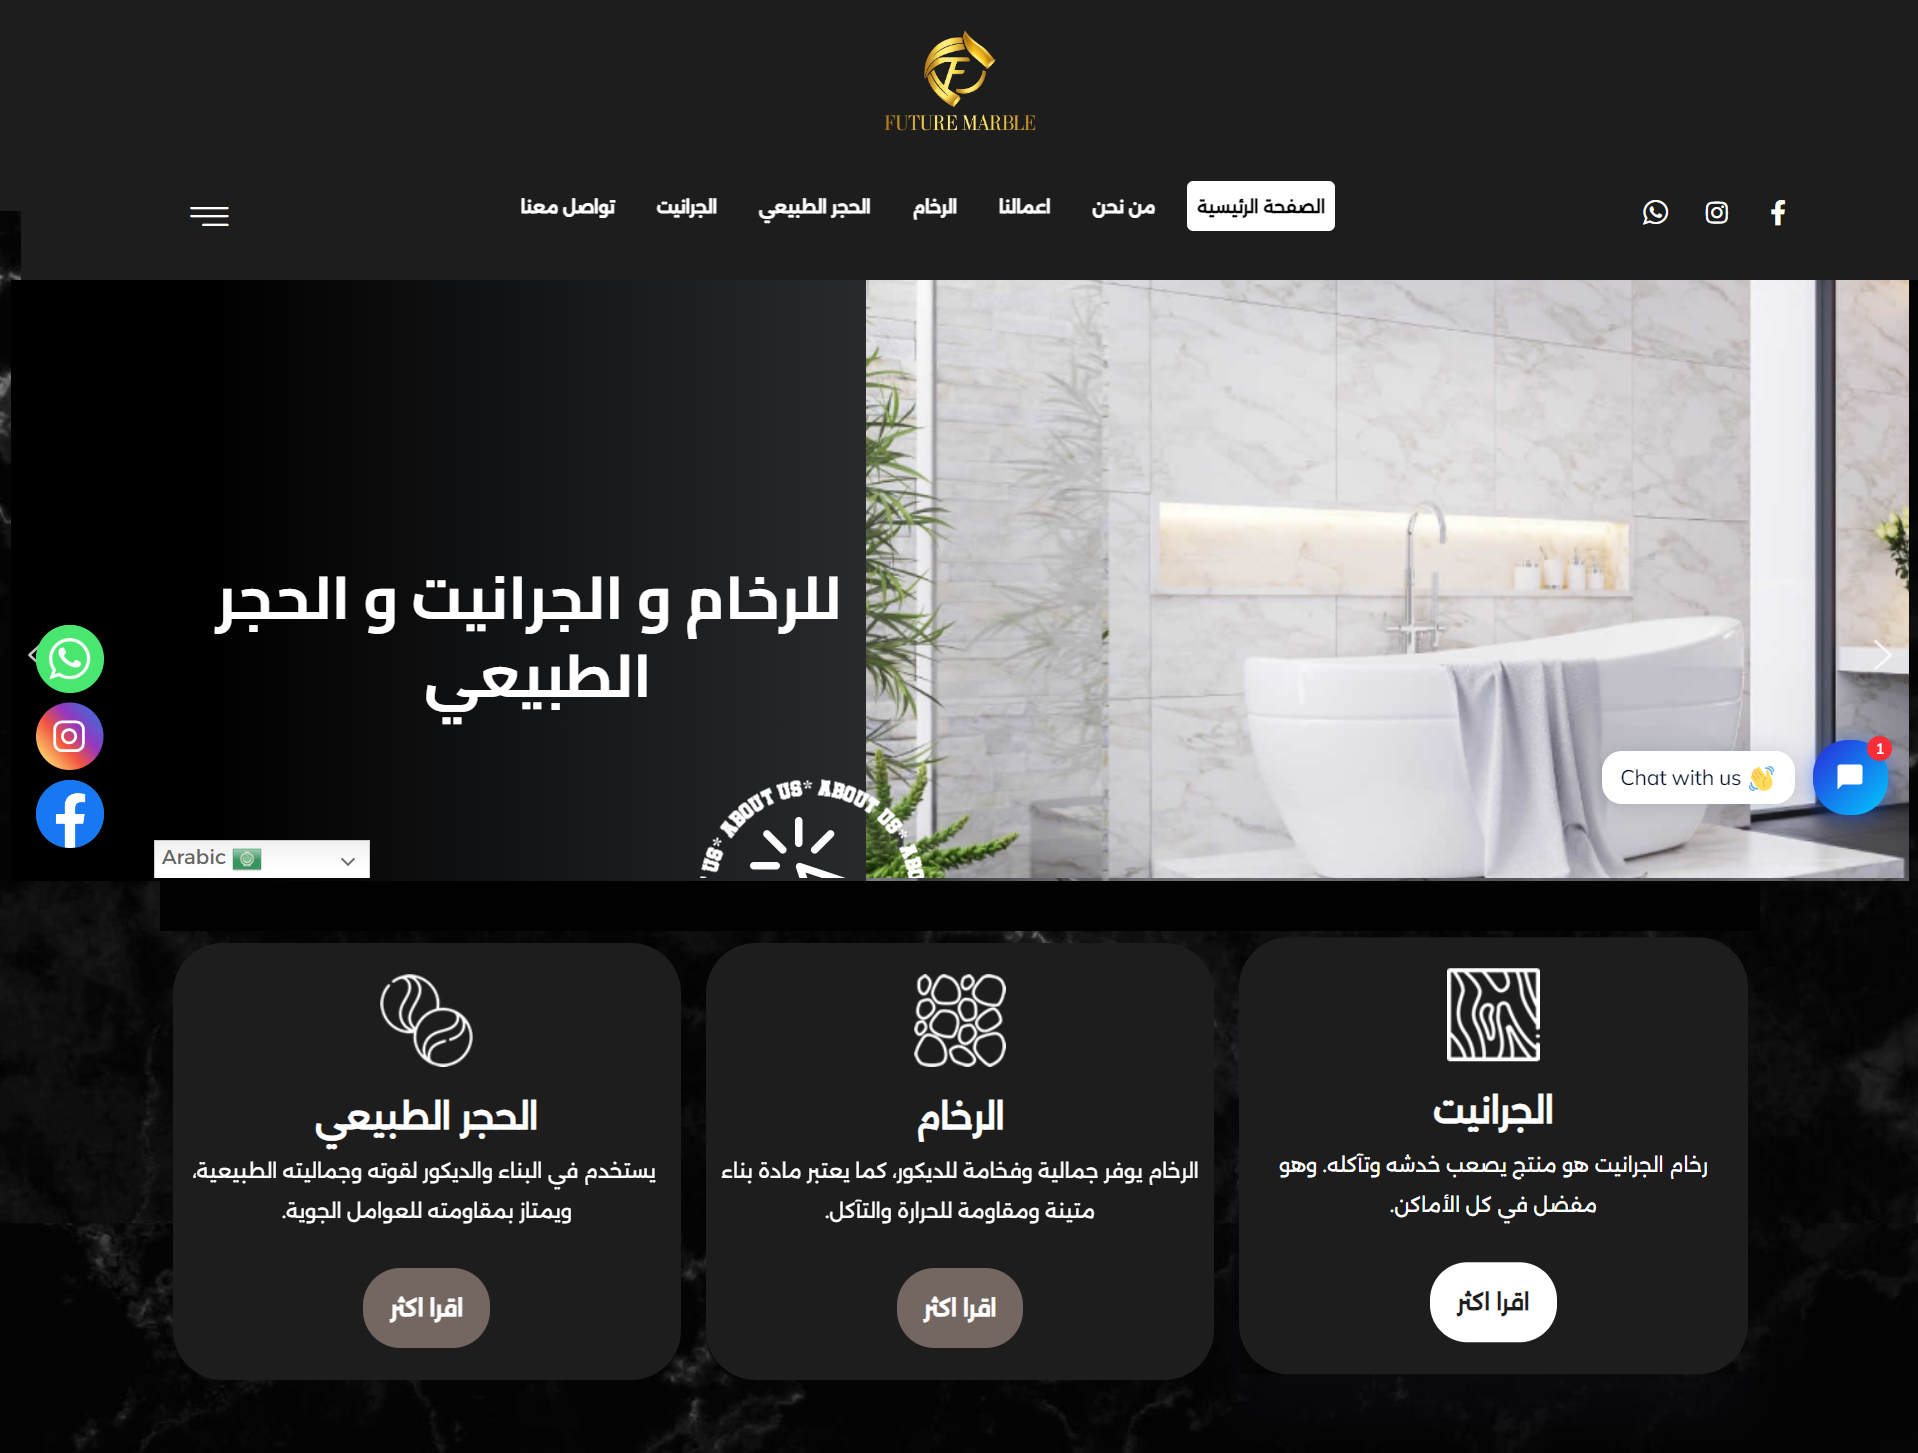 FUTURE MARBLE
الصفحة الرئيسية
من نحن
اعمالنا
الرخام
الحجر الطبيعي
الجرانيت
تواصل معنا
للرخام و الجرانيت و الحجر
الطبيعي
US* ABOUT US* ABOUT US* ABO
Chat with us 👋
1
Arabic
الجرانيت
رخام الجرانيت هو منتج يصعب خدشه وتآكله. وهو
مفضل في كل الأماكن.
اقرا اكثر
الرخام
الرخام يوفر جمالية وفخامة للديكور، كما يعتبر مادة بناء
متينة ومقاومة للحرارة والتآكل.
اقرا اكثر
الحجر الطبيعي
يستخدم في البناء والديكور لقوته وجماليته الطبيعية،
ويمتاز بمقاومته للعوامل الجوية.
اقرا اكثر